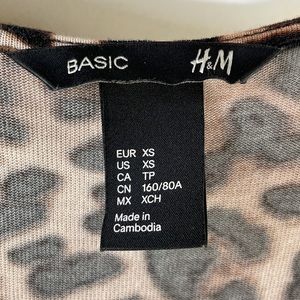 BASIC H&M
EUR XS
US XS
CA TP
CN 160/80A
MX XCH
Made in
Cambodia